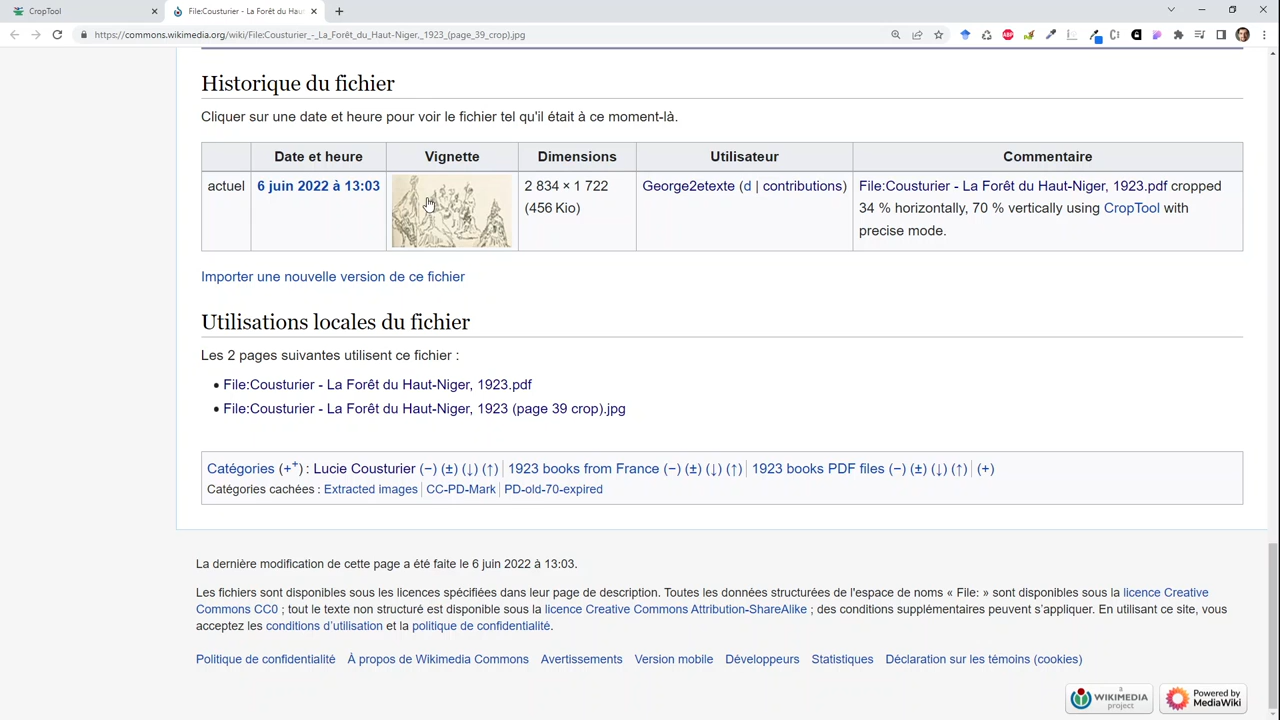 CropTool
File:Cousturier - La Forêt du Haut
https://commons.wikimedia.org/wiki/File:Cousturier_-_La_Forêt_du_Haut-Niger,_1923_(page_39_crop).jpg
Historique du fichier
Cliquer sur une date et heure pour voir le fichier tel qu'il était à ce moment-là.
Date et heure Vignette Dimensions Utilisateur Commentaire
actuel 6 juin 2022 à 13:03 2 834 × 1 722 George2etexte (d | contributions) File:Cousturier - La Forêt du Haut-Niger, 1923.pdf cropped
(456 Kio) 34 % horizontally, 70 % vertically using CropTool with
precise mode.
Importer une nouvelle version de ce fichier
Utilisations locales du fichier
Les 2 pages suivantes utilisent ce fichier :
• File:Cousturier - La Forêt du Haut-Niger, 1923.pdf
• File:Cousturier - La Forêt du Haut-Niger, 1923 (page 39 crop).jpg
Catégories (+⁺) : Lucie Cousturier (−) (±) (↓) (↑) | 1923 books from France (−) (±) (↓) (↑) | 1923 books PDF files (−) (±) (↓) (↑) | (+)
Catégories cachées : Extracted images | CC-PD-Mark | PD-old-70-expired
La dernière modification de cette page a été faite le 6 juin 2022 à 13:03.
Les fichiers sont disponibles sous les licences spécifiées dans leur page de description. Toutes les données structurées de l'espace de noms « File: » sont disponibles sous la licence Creative
Commons CC0 ; tout le texte non structuré est disponible sous la licence Creative Commons Attribution-ShareAlike ; des conditions supplémentaires peuvent s'appliquer. En utilisant ce site, vous
acceptez les conditions d'utilisation et la politique de confidentialité.
Politique de confidentialité À propos de Wikimedia Commons Avertissements Version mobile Développeurs Statistiques Déclaration sur les témoins (cookies)
a WIKIMEDIA project
Powered by MediaWiki